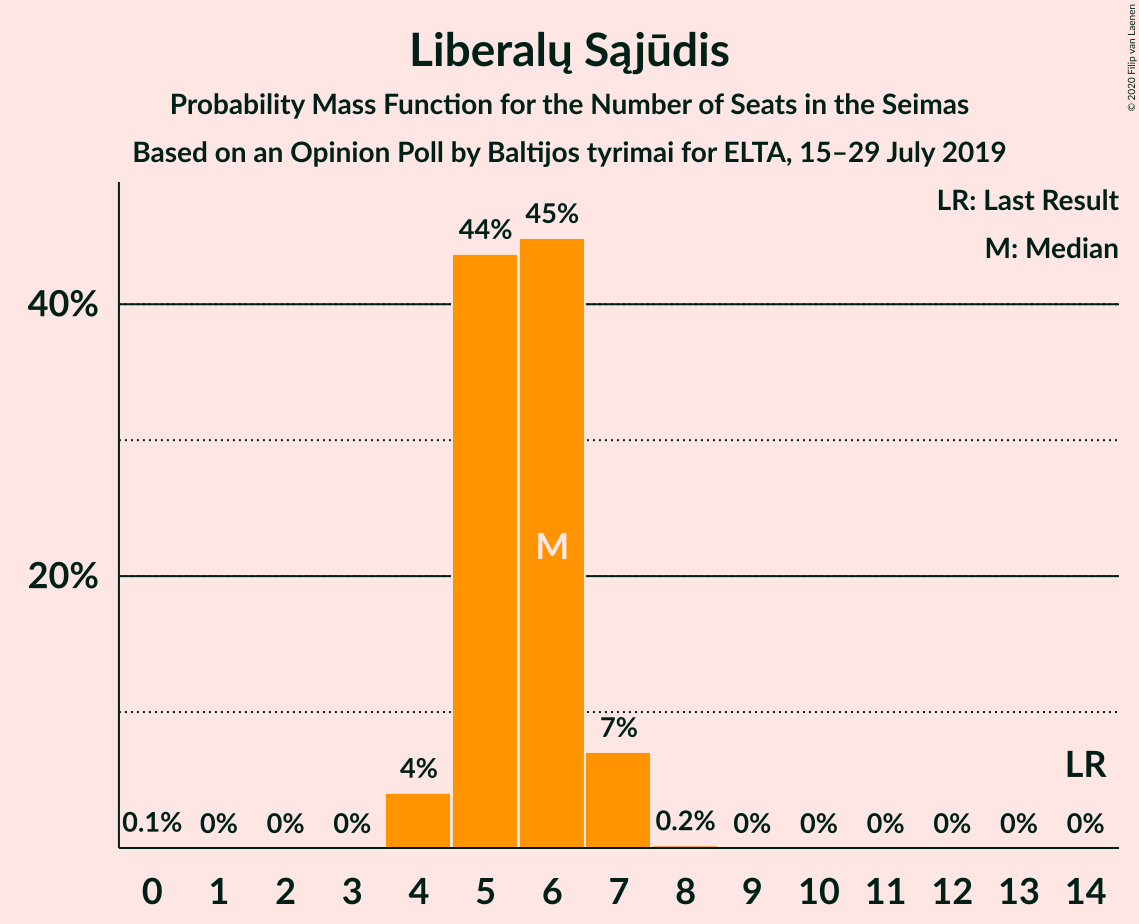 Liberalų Sąjūdis
Probability Mass Function for the Number of Seats in the Seimas
Based on an Opinion Poll by Baltijos tyrimai for ELTA, 15–29 July 2019
© 2020 Filip van Laenen
LR: Last Result
M: Median
45%
44%
40%
M
20%
7%
LR
4%
0.1% 0% 0% 0% 0.2% 0% 0% 0% 0% 0% 0%
0 1 2 3 4 5 6 7 8 9 10 11 12 13 14